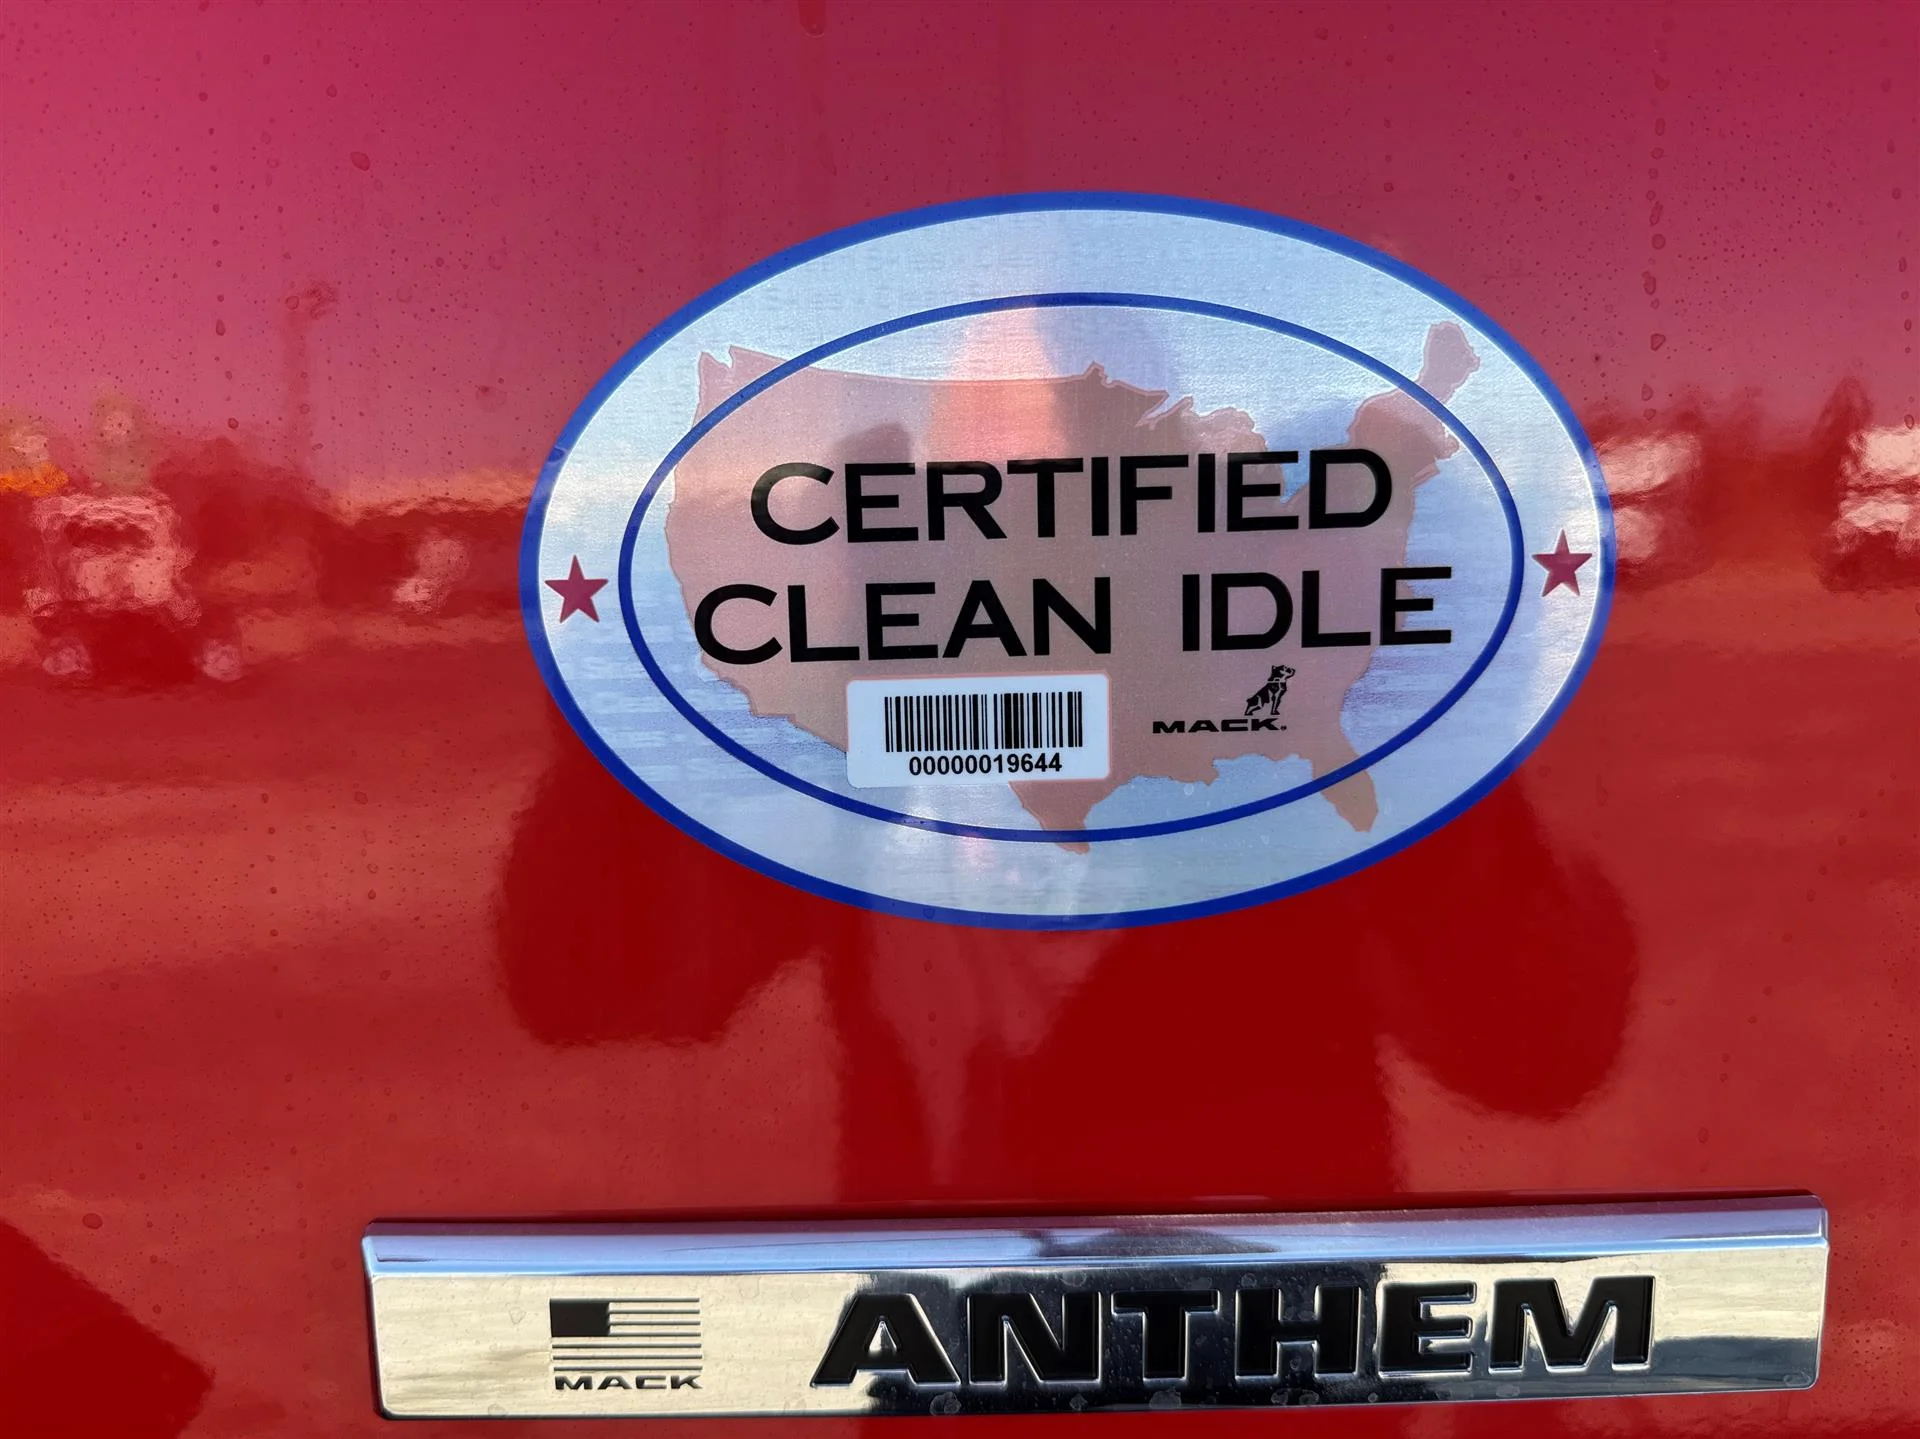 CERTIFIED
CLEAN IDLE
00000019644
MACK.
MACK
ANTHEM